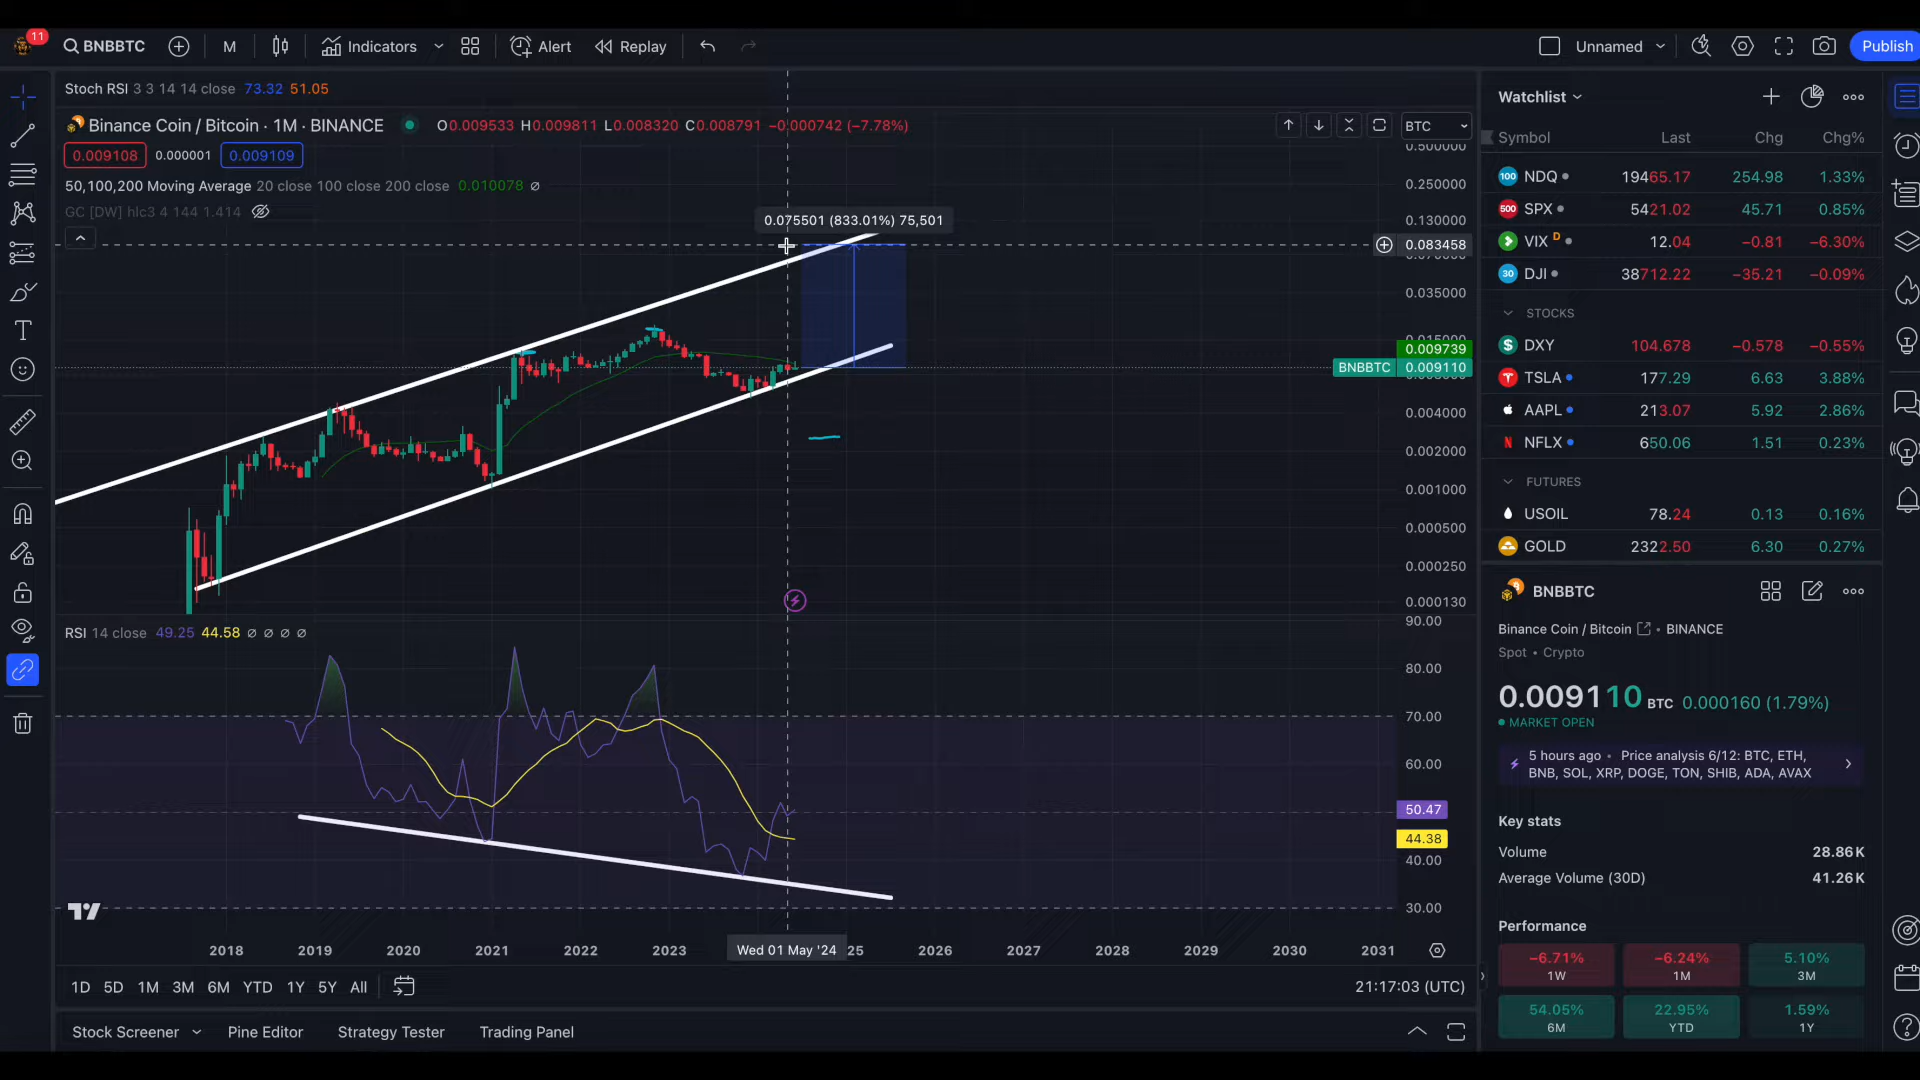 11
BNBBTC
M
Indicators
Alert
Replay
Unnamed
Publish
Stoch RSI 3 3 14 14 close 73.32 51.05
Binance Coin / Bitcoin · 1M · BINANCE O0.009533 H0.009811 L0.008320 C0.008791 −0.000742 (−7.78%)
BTC
0.009108 0.000001 0.009109
50,100,200 Moving Average 20 close 100 close 200 close 0.010078 ∅
GC [DW] hlc3 4 144 1.414
0.075501 (833.01%) 75,501
0.500000
0.250000
0.130000
0.083458
0.035000
0.009739
BNBBTC 0.009110
0.004000
0.002000
0.001000
0.000500
0.000250
0.000130
RSI 14 close 49.25 44.58 ∅ ∅ ∅ ∅
90.00
80.00
70.00
60.00
50.47
44.38
40.00
30.00
2018 2019 2020 2021 2022 2023 Wed 01 May '24 25 2026 2027 2028 2029 2030 2031
1D 5D 1M 3M 6M YTD 1Y 5Y All
21:17:03 (UTC)
Stock Screener Pine Editor Strategy Tester Trading Panel
Watchlist
Symbol Last Chg Chg%
100 NDQ 19465.17 254.98 1.33%
500 SPX 5421.02 45.71 0.85%
VIX D 12.04 −0.81 −6.30%
30 DJI 38712.22 −35.21 −0.09%
STOCKS
DXY 104.678 −0.578 −0.55%
TSLA 177.29 6.63 3.88%
AAPL 213.07 5.92 2.86%
NFLX 650.06 1.51 0.23%
FUTURES
USOIL 78.24 0.13 0.16%
GOLD 2322.50 6.30 0.27%
BNBBTC
Binance Coin / Bitcoin • BINANCE
Spot • Crypto
0.009110 BTC 0.000160 (1.79%)
MARKET OPEN
5 hours ago • Price analysis 6/12: BTC, ETH,
BNB, SOL, XRP, DOGE, TON, SHIB, ADA, AVAX
Key stats
Volume 28.86K
Average Volume (30D) 41.26K
Performance
−6.71% −6.24% 5.10%
1W 1M 3M
54.05% 22.95% 1.59%
6M YTD 1Y